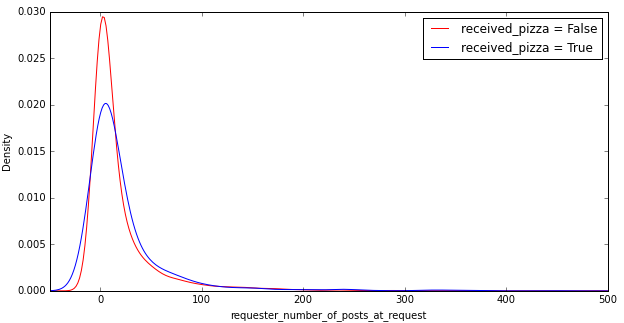 0.030
0.025
0.020
0.015
0.010
0.005
0.000
Density
received_pizza = False
received_pizza = True
0 100 200 300 400 500
requester_number_of_posts_at_request